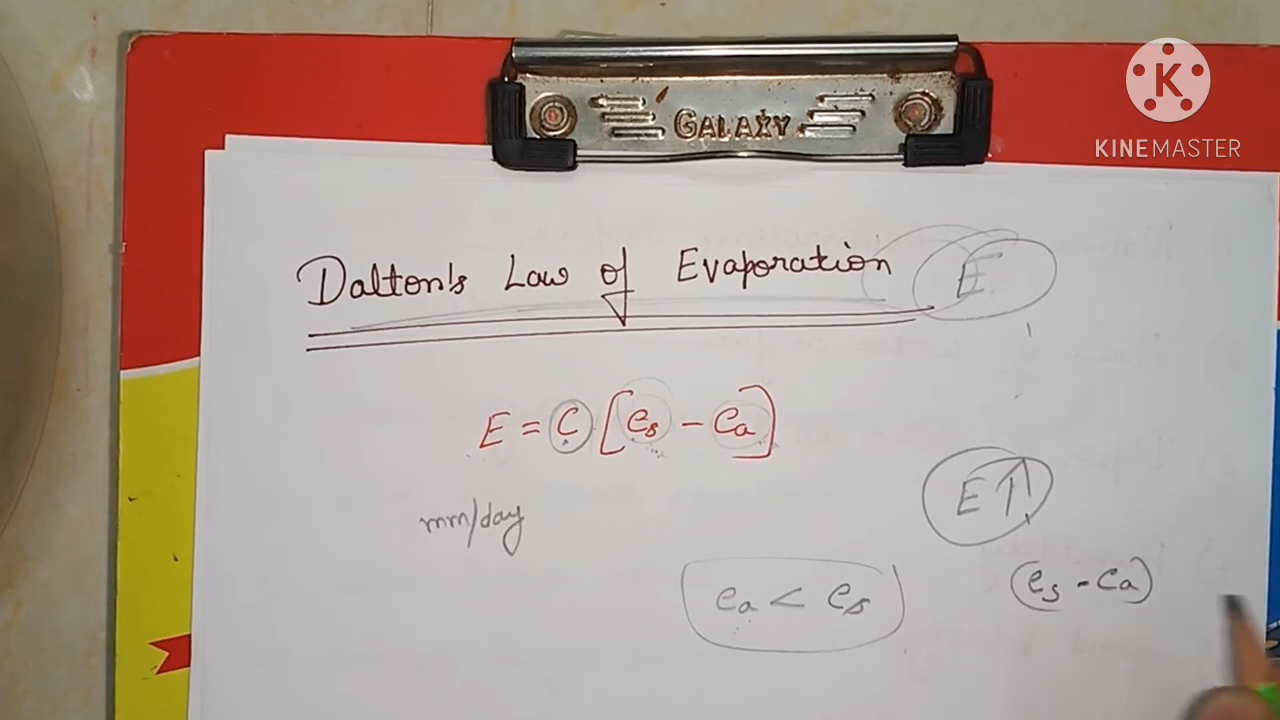 GALAXY
K
KINEMASTER
Dalton's Law of Evaporation E
E = C [es - ea]
mm/day
E↑
ea < es
(es - ea)